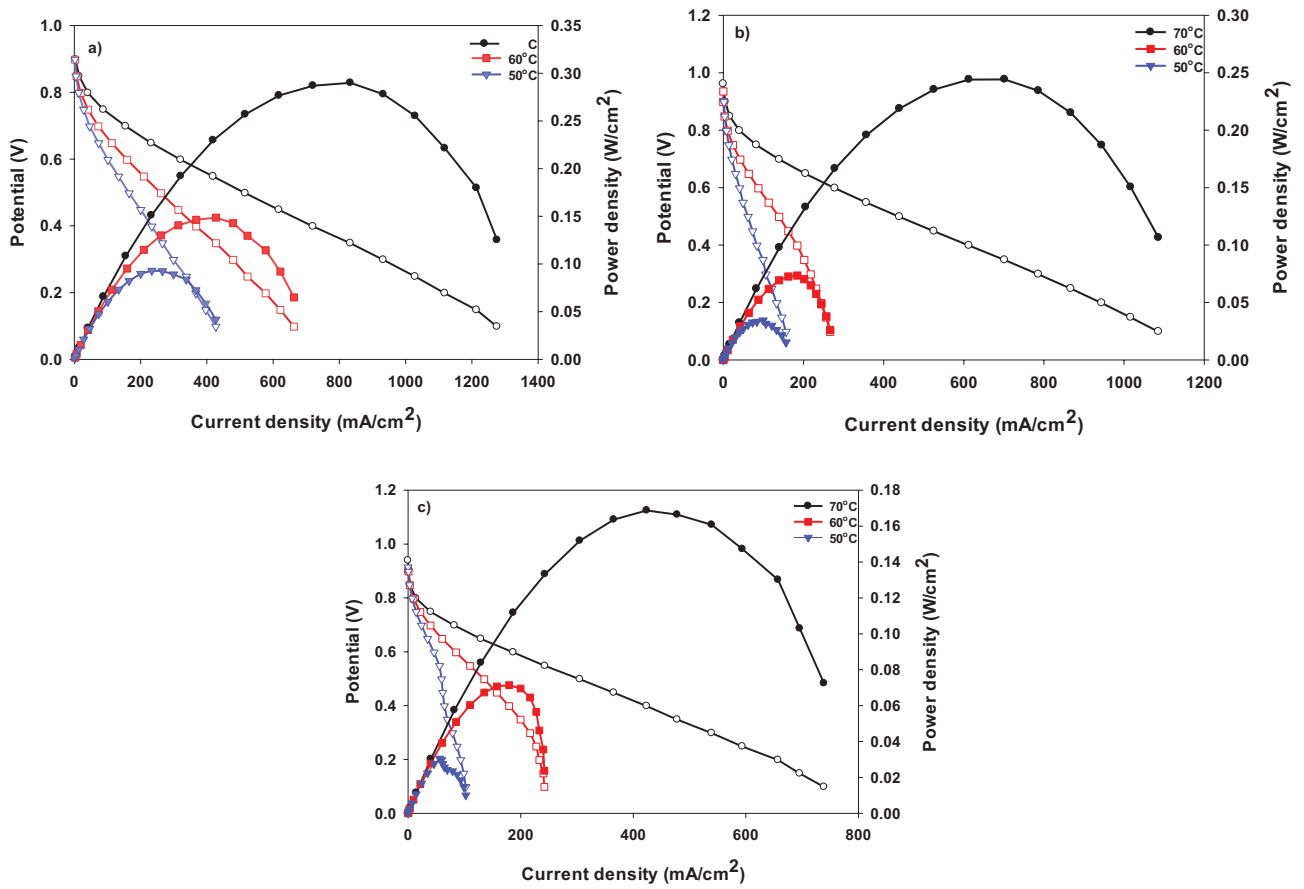 a)
C
60°C
50°C
1.0
0.8
0.6
0.4
0.2
0.0
Potential (V)
0.35
0.30
0.25
0.20
0.15
0.10
0.05
0.00
Power density (W/cm2)
0 200 400 600 800 1000 1200 1400
Current density (mA/cm2)
b)
70°C
60°C
50°C
1.2
1.0
0.8
0.6
0.4
0.2
0.0
Potential (V)
0.30
0.25
0.20
0.15
0.10
0.05
0.00
Power density (W/cm2)
0 200 400 600 800 1000 1200
Current density (mA/cm2)
c)
70°C
60°C
50°C
1.2
1.0
0.8
0.6
0.4
0.2
0.0
Potential (V)
0.18
0.16
0.14
0.12
0.10
0.08
0.06
0.04
0.02
0.00
Power density (W/cm2)
0 200 400 600 800
Current density (mA/cm2)